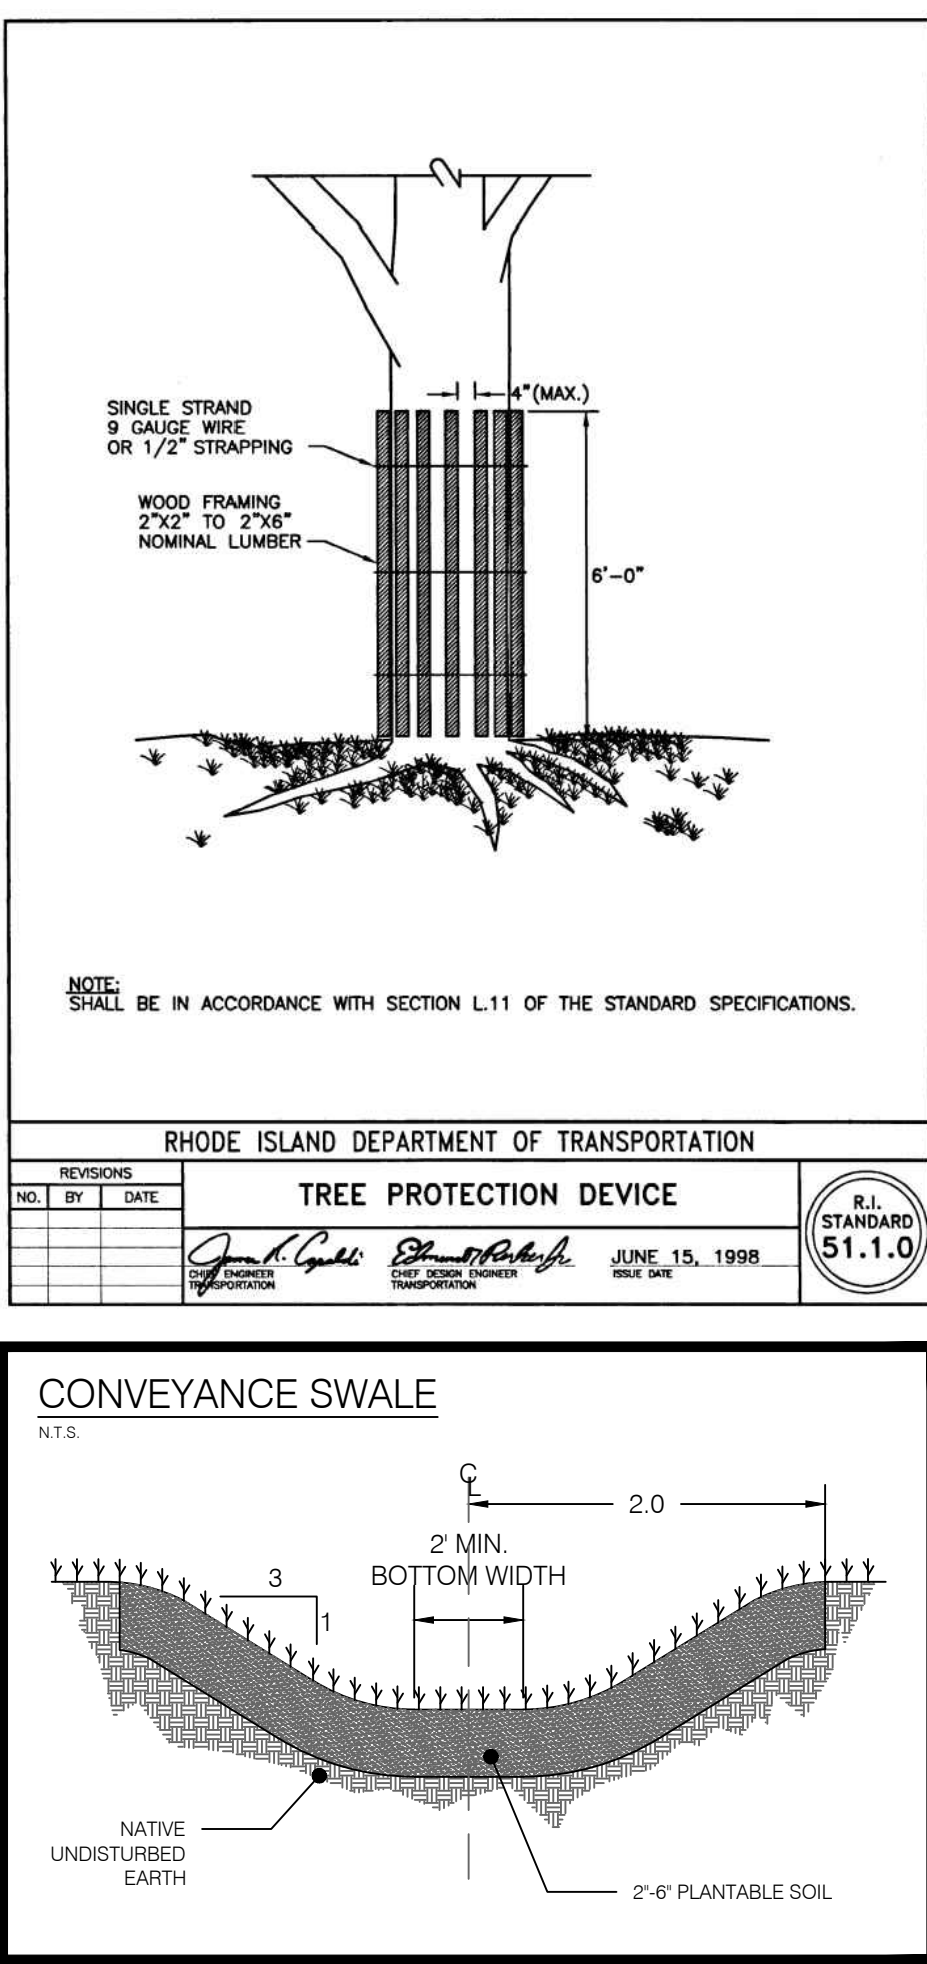 4"(MAX.)
SINGLE STRAND
9 GAUGE WIRE
OR 1/2" STRAPPING
WOOD FRAMING
2"X2" TO 2"X6"
NOMINAL LUMBER
6'-0"
NOTE:
SHALL BE IN ACCORDANCE WITH SECTION L.11 OF THE STANDARD SPECIFICATIONS.
RHODE ISLAND DEPARTMENT OF TRANSPORTATION
REVISIONS
NO. BY DATE
TREE PROTECTION DEVICE
CHIEF ENGINEER
TRANSPORTATION
CHIEF DESIGN ENGINEER
TRANSPORTATION
JUNE 15, 1998
ISSUE DATE
R.I.
STANDARD
51.1.0
CONVEYANCE SWALE
N.T.S.
CL
2.0
2' MIN.
BOTTOM WIDTH
3
1
NATIVE
UNDISTURBED
EARTH
2"-6" PLANTABLE SOIL